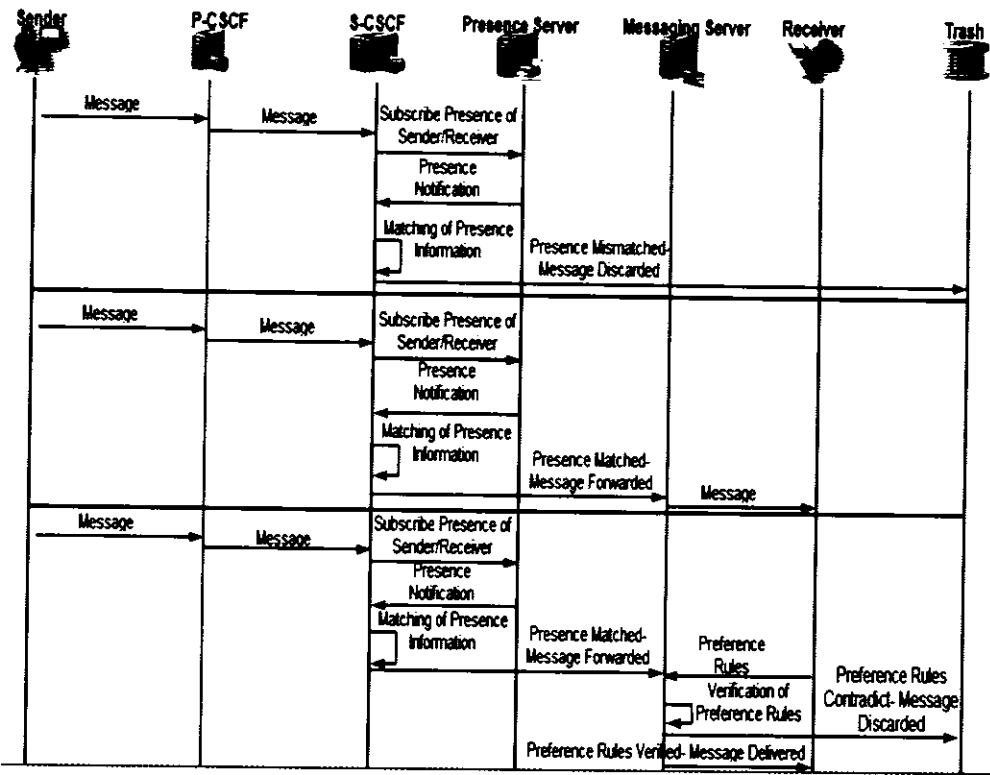 Sender
P-CSCF
S-CSCF
Presence Server
Messaging Server
Receiver
Trash
Message
Message
Subscribe Presence of
Sender/Receiver
Presence
Notification
Matching of Presence
Information
Presence Mismatched-
Message Discarded
Message
Message
Subscribe Presence of
Sender/Receiver
Presence
Notification
Matching of Presence
Information
Presence Matched-
Message Forwarded
Message
Message
Message
Subscribe Presence of
Sender/Receiver
Presence
Notification
Matching of Presence
Information
Presence Matched-
Message Forwarded
Preference
Rules
Verification of
Preference Rules
Preference Rules
Contradict- Message
Discarded
Preference Rules Verified- Message Delivered